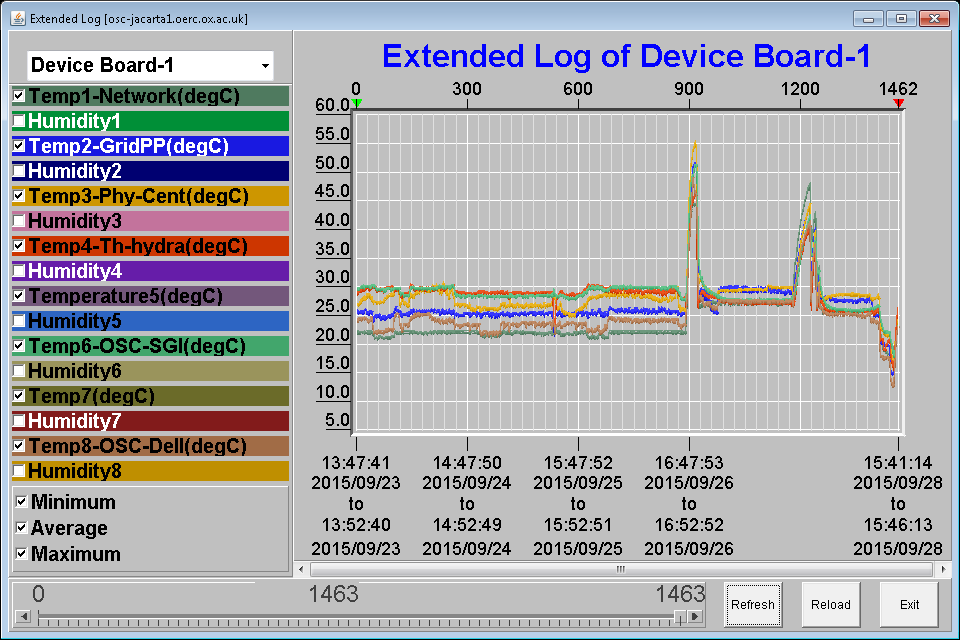 Extended Log [osc-jacarta1.oerc.ox.ac.uk]
Device Board-1
Temp1-Network(degC)
Humidity1
Temp2-GridPP(degC)
Humidity2
Temp3-Phy-Cent(degC)
Humidity3
Temp4-Th-hydra(degC)
Humidity4
Temperature5(degC)
Humidity5
Temp6-OSC-SGI(degC)
Humidity6
Temp7(degC)
Humidity7
Temp8-OSC-Dell(degC)
Humidity8
Minimum
Average
Maximum
Extended Log of Device Board-1
0 300 600 900 1200 1462
60.0
55.0
50.0
45.0
40.0
35.0
30.0
25.0
20.0
15.0
10.0
5.0
13:47:41 14:47:50 15:47:52 16:47:53 15:41:14
2015/09/23 2015/09/24 2015/09/25 2015/09/26 2015/09/28
to to to to to
13:52:40 14:52:49 15:52:51 16:52:52 15:46:13
2015/09/23 2015/09/24 2015/09/25 2015/09/26 2015/09/28
0 1463 1463
Refresh Reload Exit